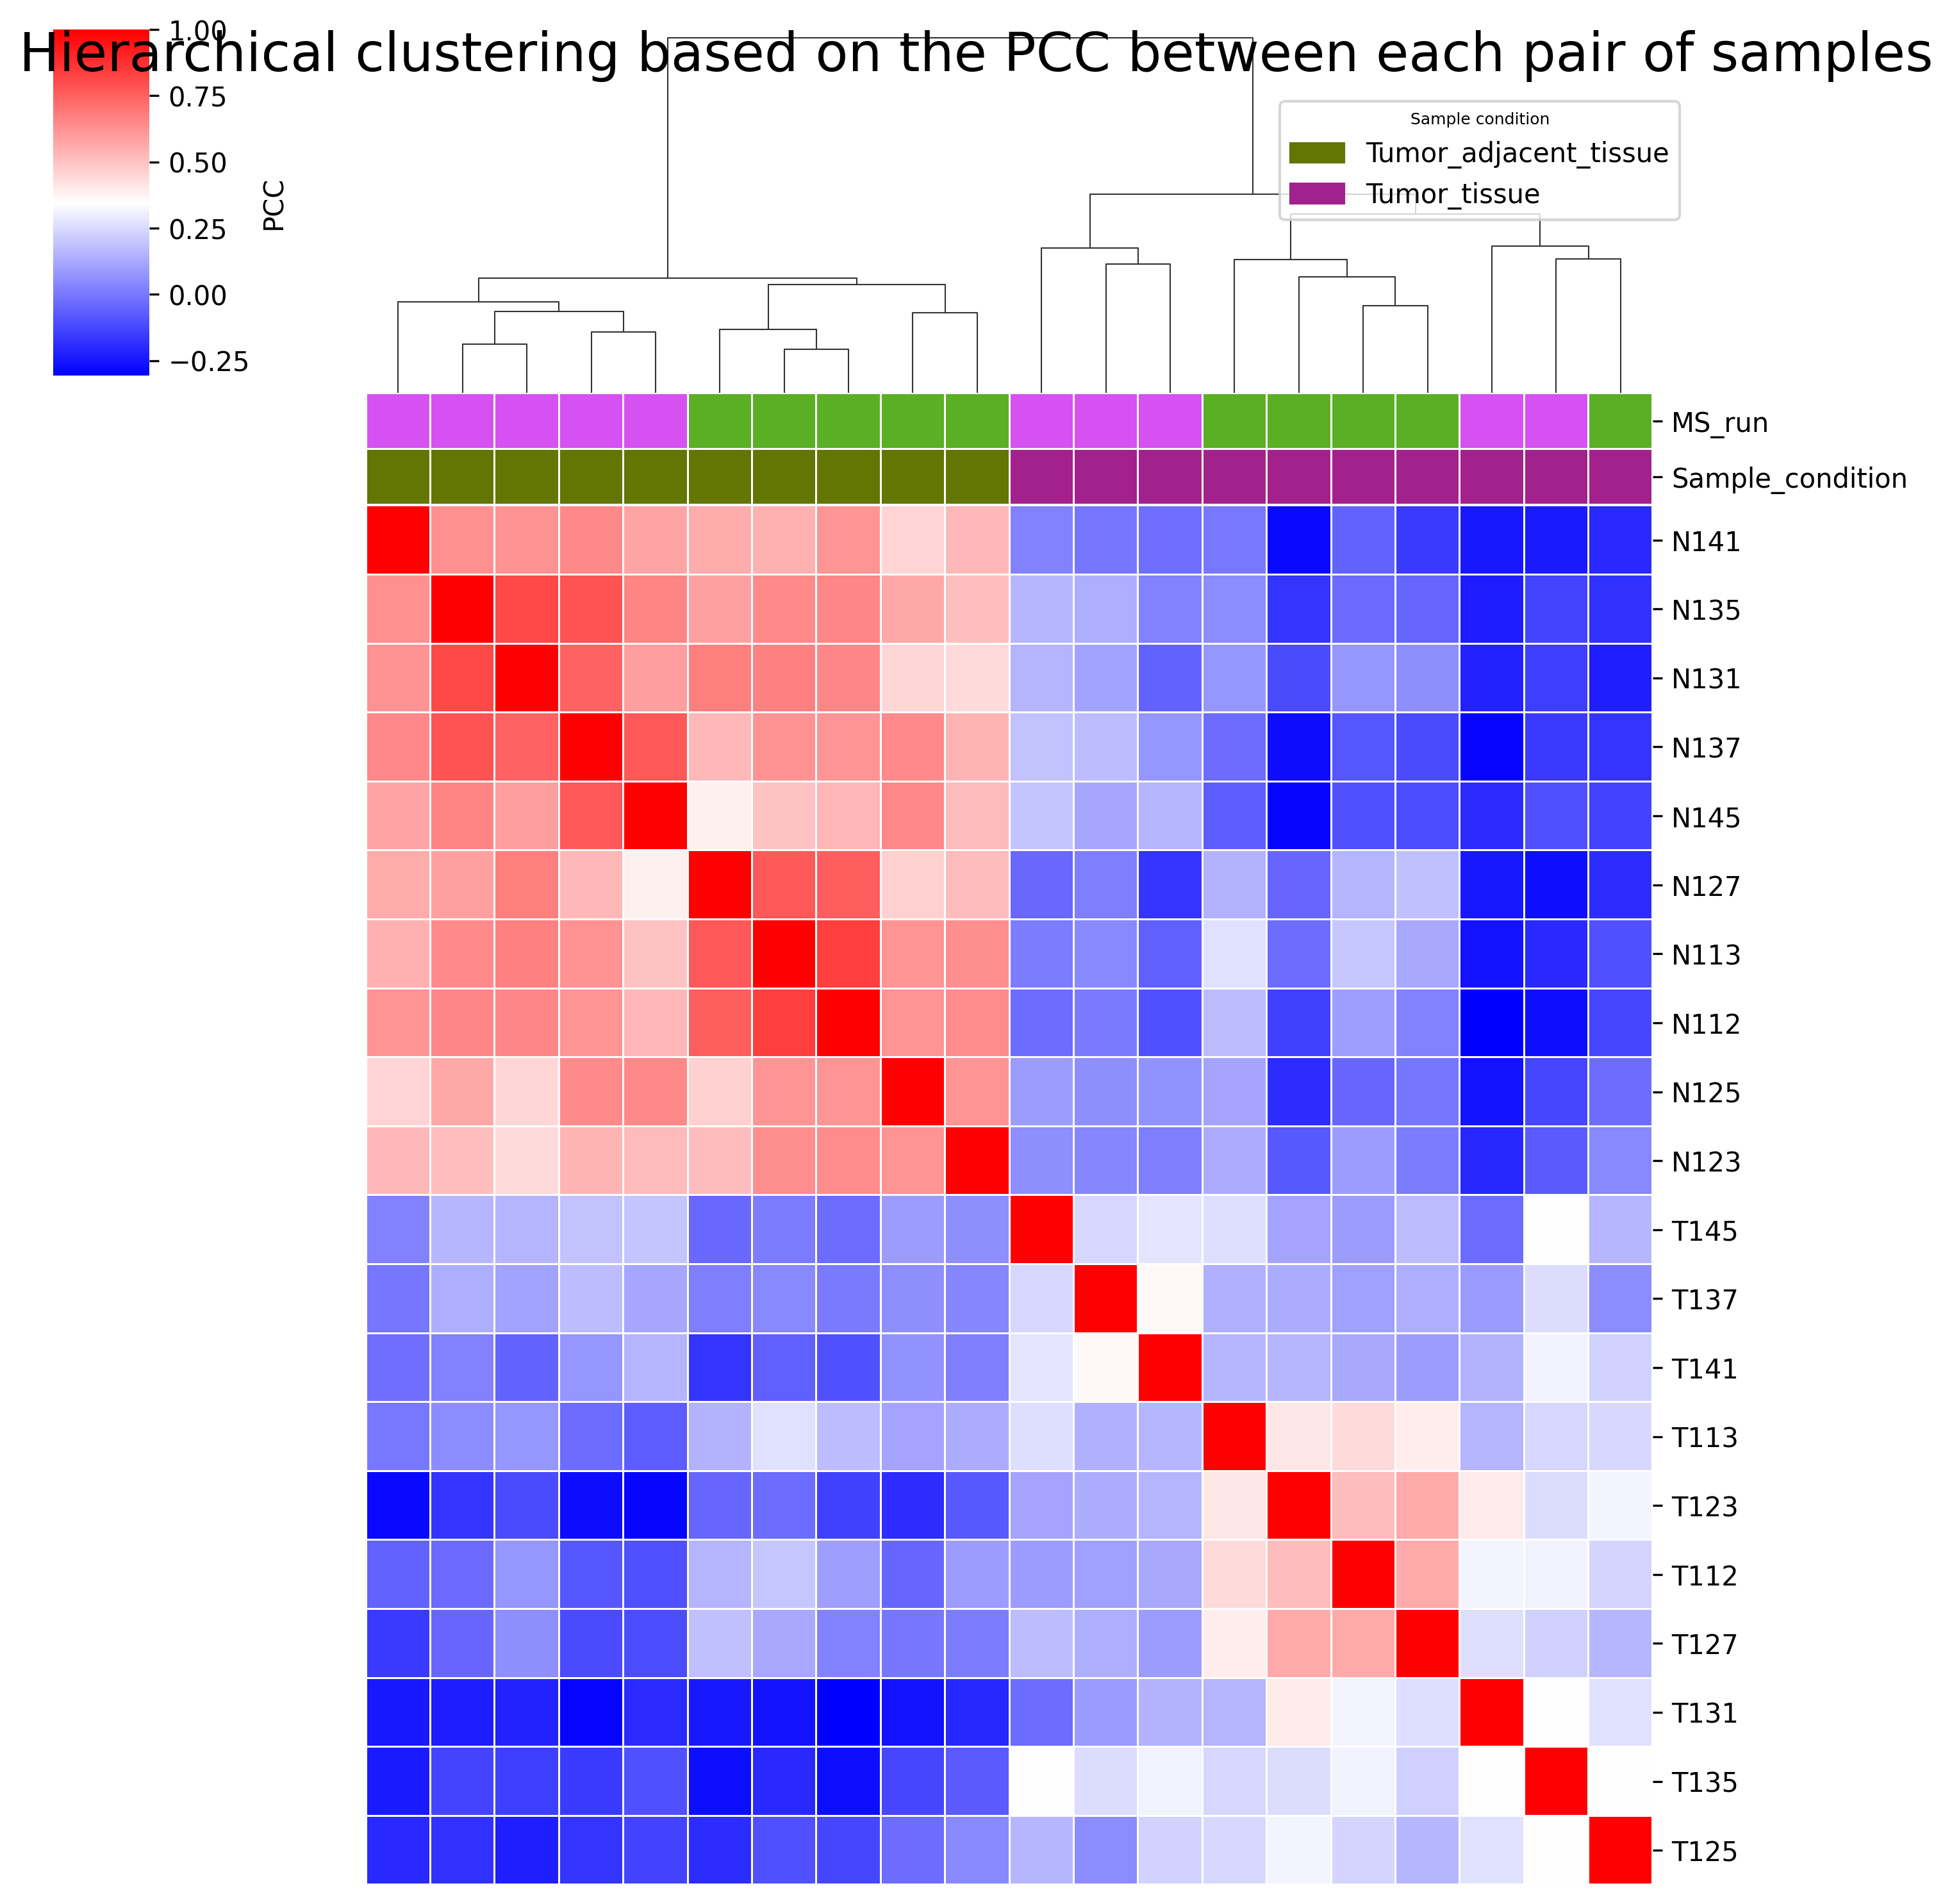 Hierarchical clustering based on the PCC between each pair of samples
1.00
0.75
0.50
0.25
0.00
−0.25
PCC
Sample condition
Tumor_adjacent_tissue
Tumor_tissue
MS_run
Sample_condition
N141
N135
N131
N137
N145
N127
N113
N112
N125
N123
T145
T137
T141
T113
T123
T112
T127
T131
T135
T125